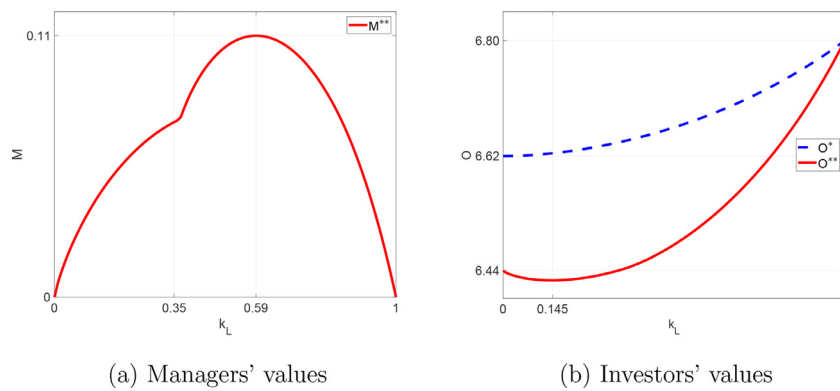 0.11
M**
M
0
0
0.35
0.59
1
k_L
(a) Managers' values
6.80
O
6.62
6.44
O*
O**
0
0.145
k_L
(b) Investors' values